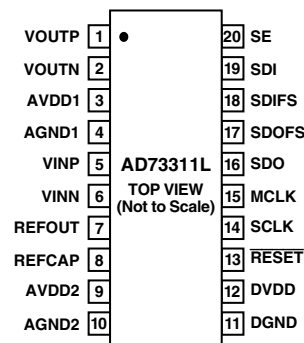 VOUTP 1 20 SE
VOUTN 2 19 SDI
AVDD1 3 18 SDIFS
AGND1 4 17 SDOFS
VINP 5 AD73311L 16 SDO
VINN 6 TOP VIEW 15 MCLK
(Not to Scale)
REFOUT 7 14 SCLK
REFCAP 8 13 RESET
AVDD2 9 12 DVDD
AGND2 10 11 DGND